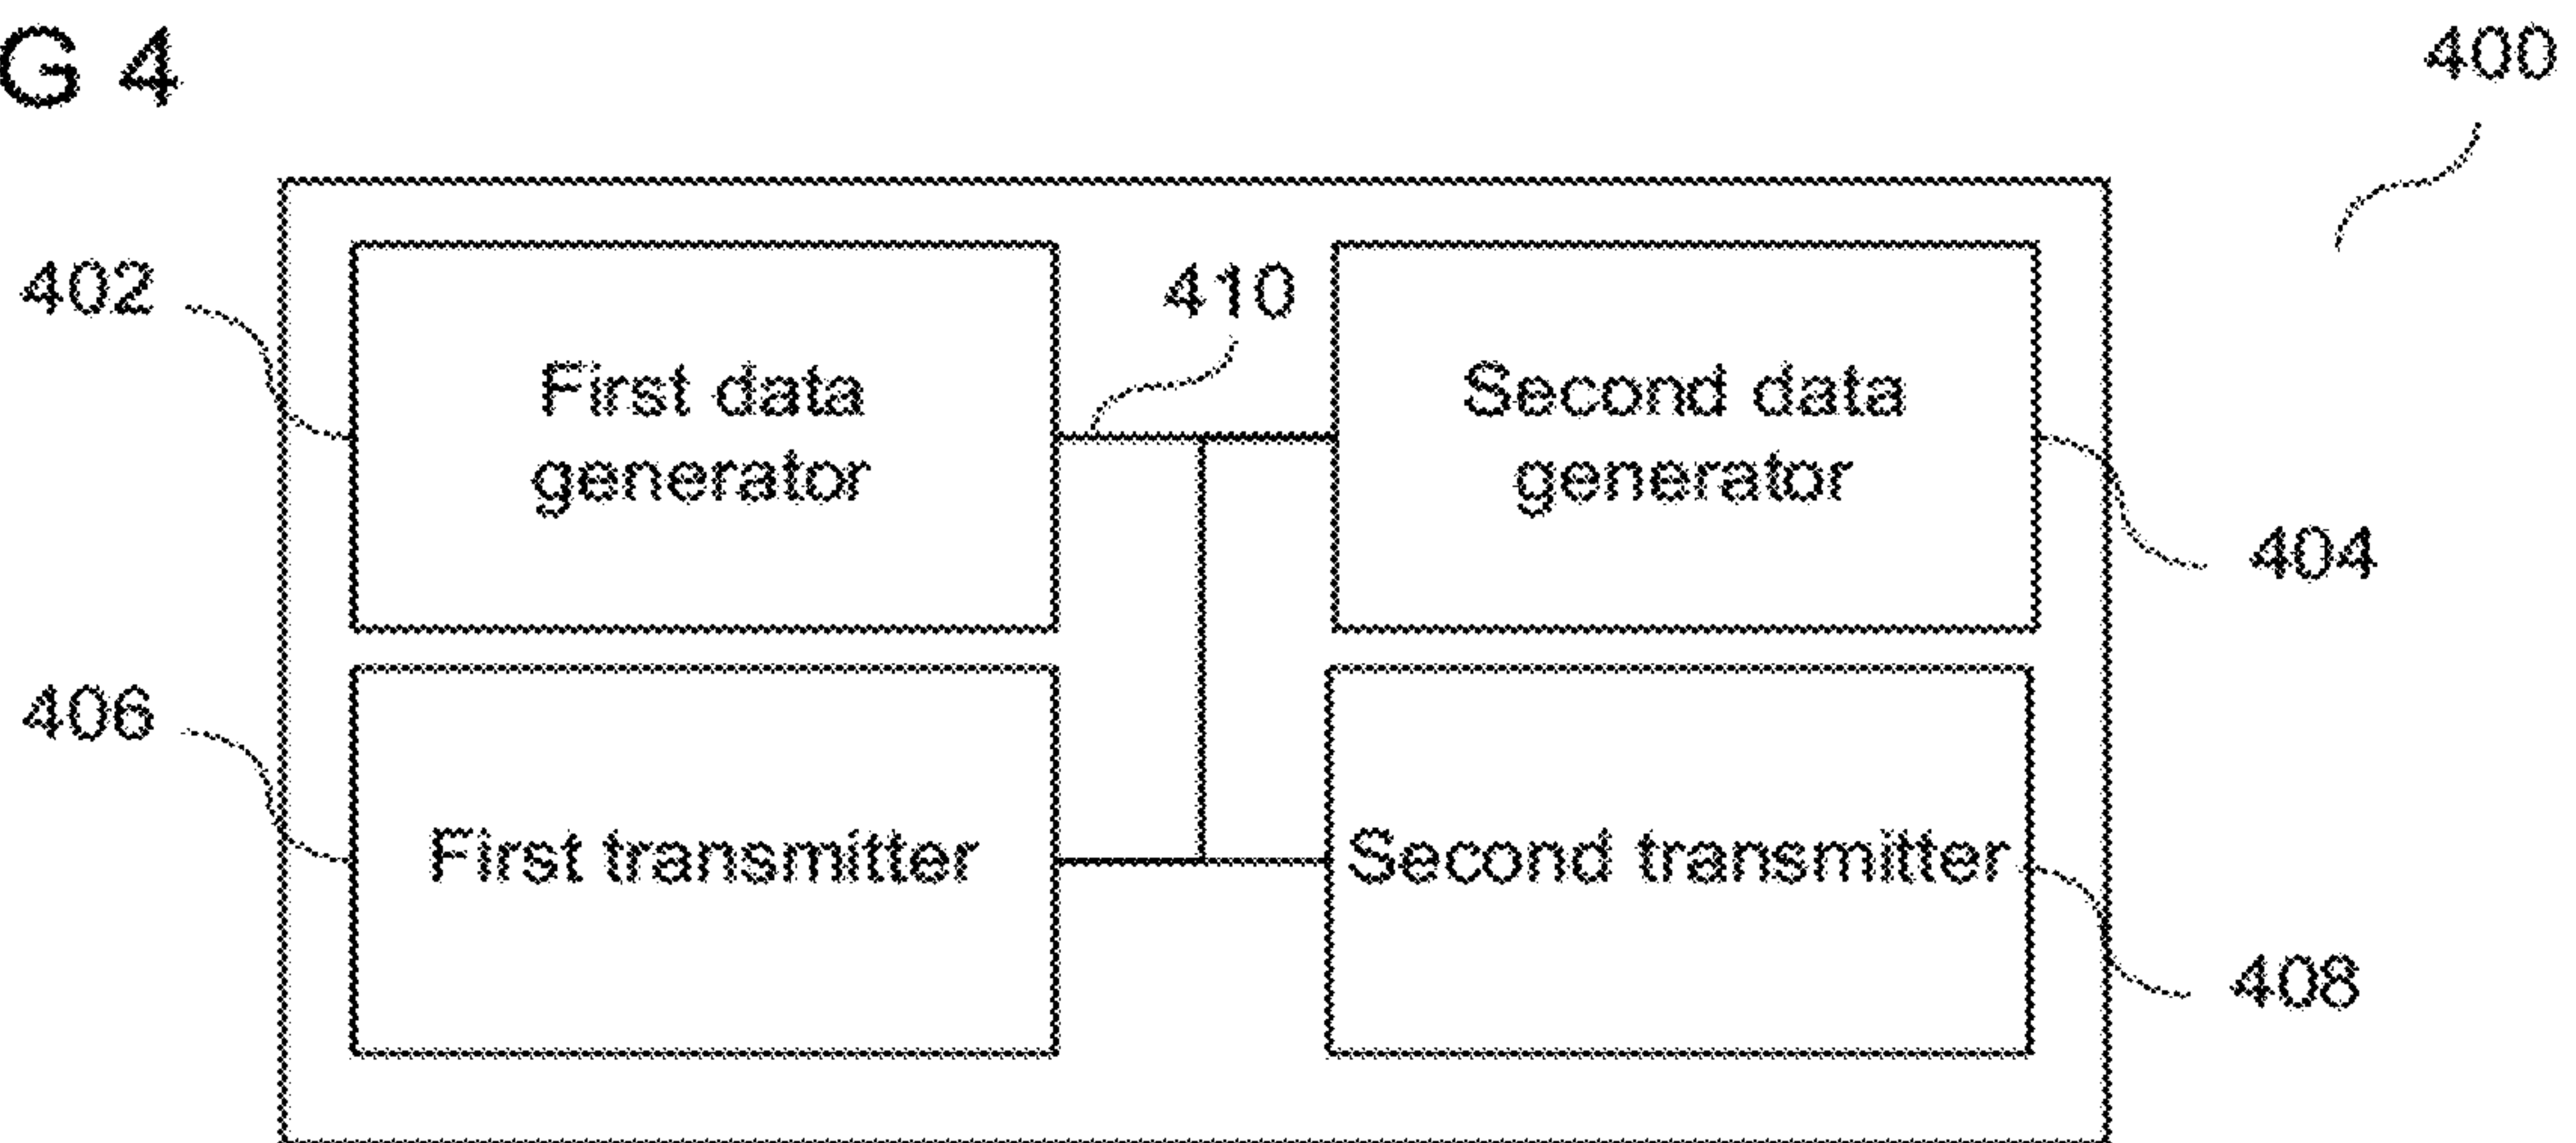 G 4
400
402
410
First data
generator
Second data
generator
404
406
First transmitter
Second transmitter
408